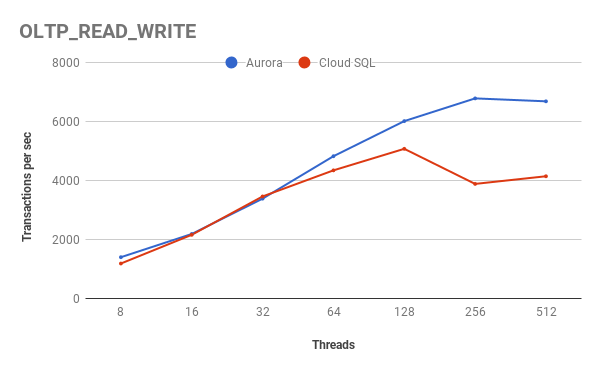 OLTP_READ_WRITE
Aurora Cloud SQL
Transactions per sec
8000
6000
4000
2000
0
8 16 32 64 128 256 512
Threads